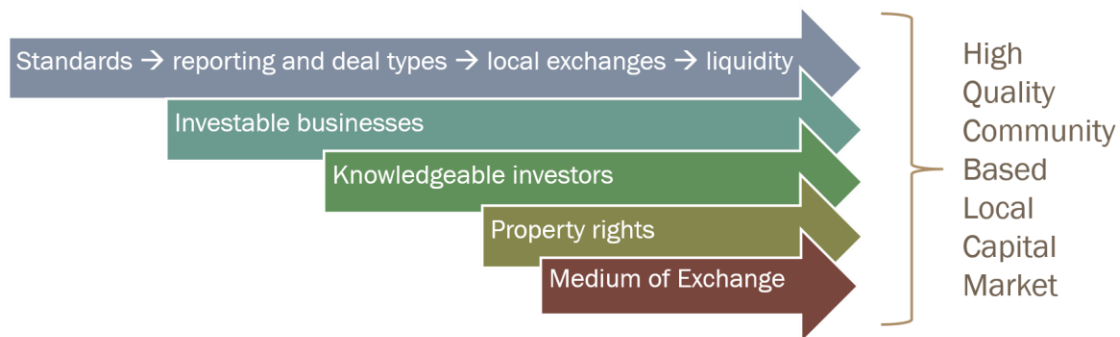 Standards → reporting and deal types → local exchanges → liquidity
Investable businesses
Knowledgeable investors
Property rights
Medium of Exchange
High
Quality
Community
Based
Local
Capital
Market